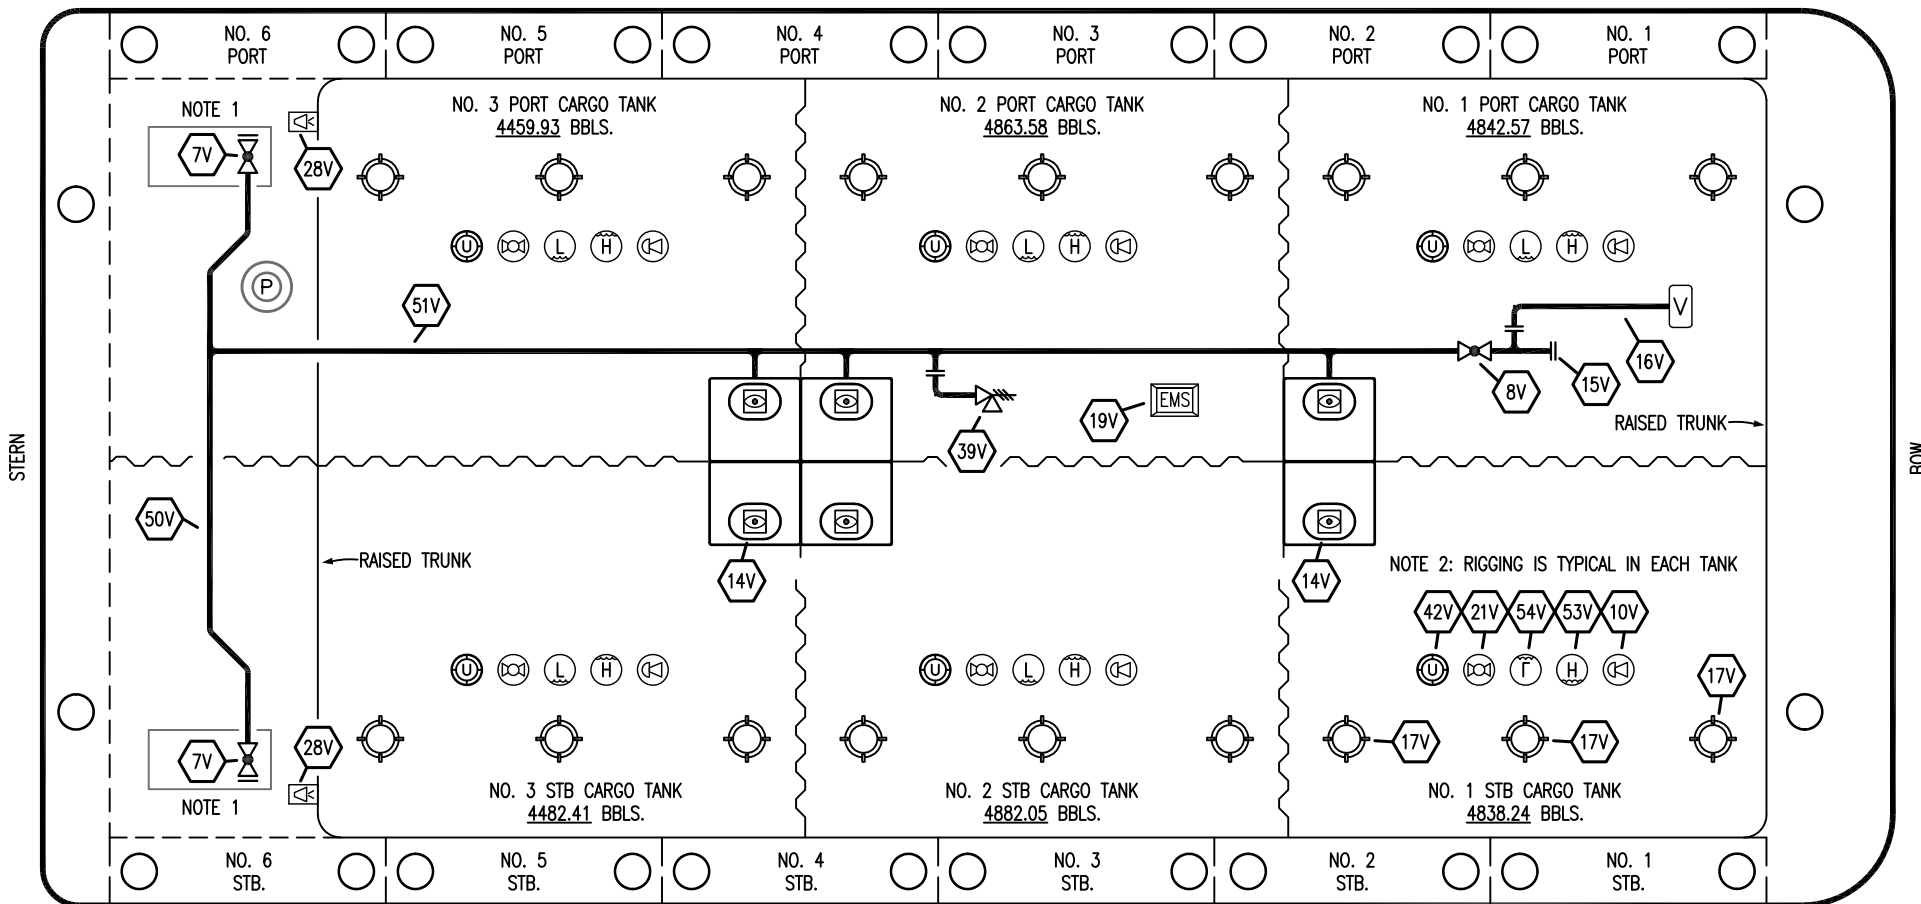 NO. 6
PORT
NO. 5
PORT
NO. 4
PORT
NO. 3
PORT
NO. 2
PORT
NO. 1
PORT
NOTE 1
7V
28V
NO. 3 PORT CARGO TANK
4459.93 BBLS.
NO. 2 PORT CARGO TANK
4863.58 BBLS.
NO. 1 PORT CARGO TANK
4842.57 BBLS.
U
L
H
U
L
H
U
L
H
P
51V
V
16V
15V
8V
19V
EMS
39V
RAISED TRUNK
STERN
BOW
50V
RAISED TRUNK
14V
14V
NOTE 2: RIGGING IS TYPICAL IN EACH TANK
42V
21V
54V
53V
10V
U
L
H
U
L
H
U
L
H
17V
17V
17V
7V
28V
NOTE 1
NO. 3 STB CARGO TANK
4482.41 BBLS.
NO. 2 STB CARGO TANK
4882.05 BBLS.
NO. 1 STB CARGO TANK
4838.24 BBLS.
NO. 6
STB.
NO. 5
STB.
NO. 4
STB.
NO. 3
STB.
NO. 2
STB.
NO. 1
STB.